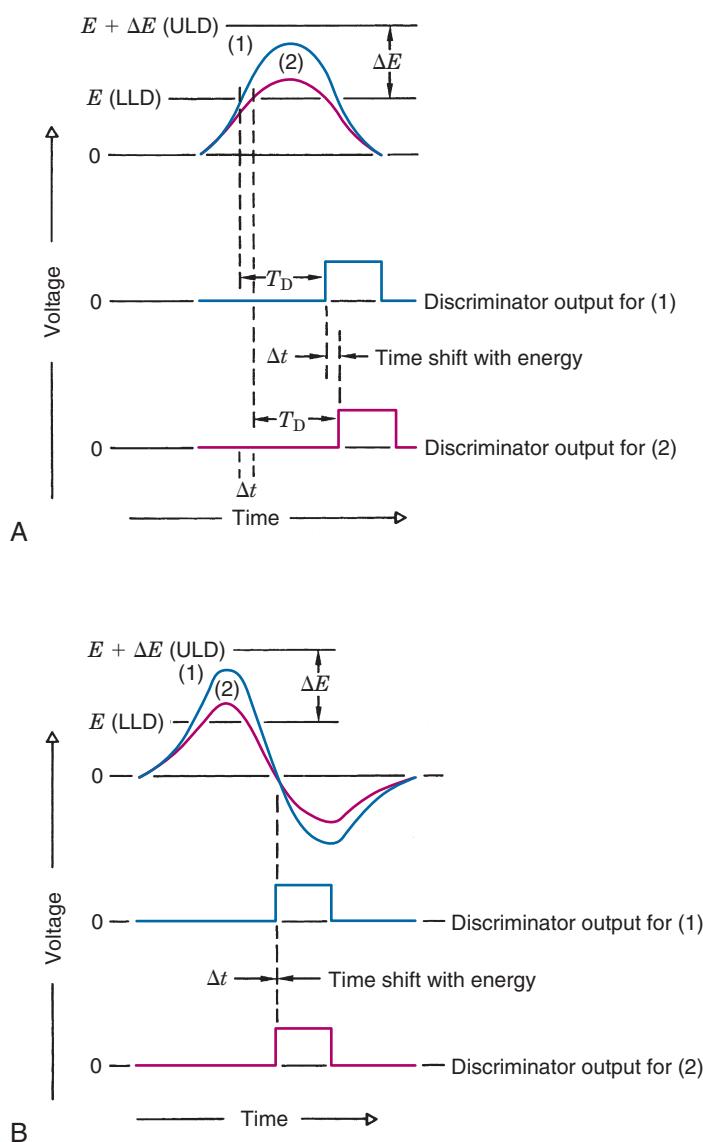 E + ΔE (ULD)
(1)
(2)
ΔE
E (LLD)
0
T_D
0
Discriminator output for (1)
Δt
Time shift with energy
T_D
0
Discriminator output for (2)
Δt
Voltage
Time
A
E + ΔE (ULD)
(1)
(2)
ΔE
E (LLD)
0
0
Discriminator output for (1)
Δt
Time shift with energy
0
Discriminator output for (2)
Voltage
Time
B